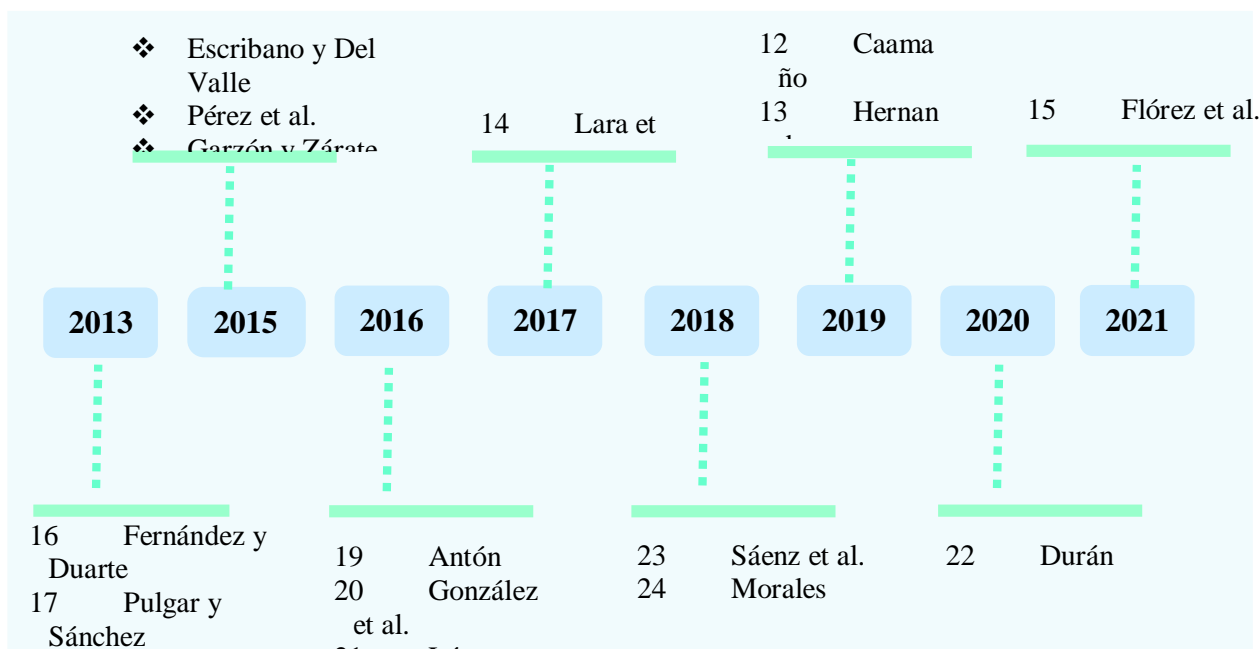 ❖ Escribano y Del
Valle
❖ Pérez et al.
❖ Garzón y Zárate
14 Lara et
12 Caama
ño
13 Hernan
15 Flórez et al.
2013 2015 2016 2017 2018 2019 2020 2021
16 Fernández y
Duarte
17 Pulgar y
Sánchez
19 Antón
20 González
et al.
23 Sáenz et al.
24 Morales
22 Durán